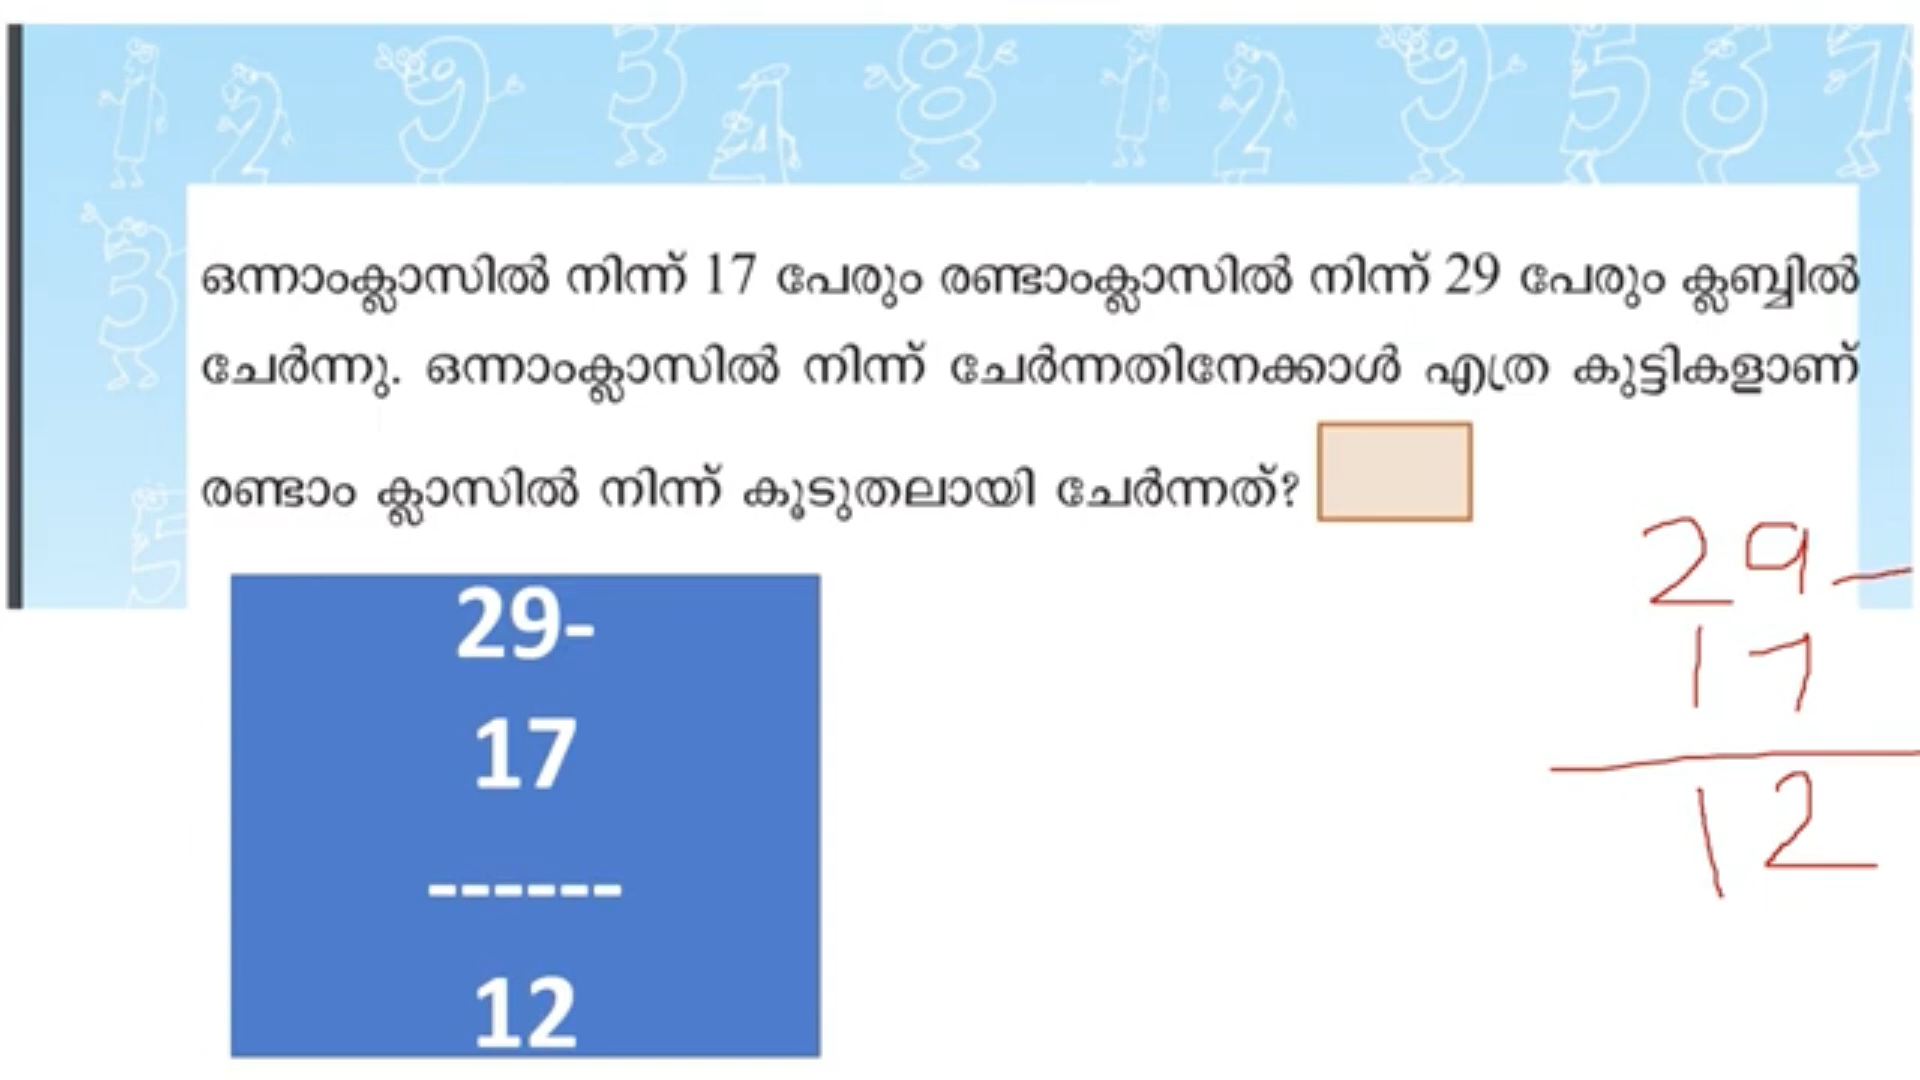 ഒന്നാംക്ലാസിൽ നിന്ന് 17 പേരും രണ്ടാംക്ലാസിൽ നിന്ന് 29 പേരും ക്ലബ്ബിൽ
ചേർന്നു. ഒന്നാംക്ലാസിൽ നിന്ന് ചേർന്നതിനേക്കാൾ എത്ര കുട്ടികളാണ്
രണ്ടാം ക്ലാസിൽ നിന്ന് കൂടുതലായി ചേർന്നത്?
29-
17
------
12
29-
17
12